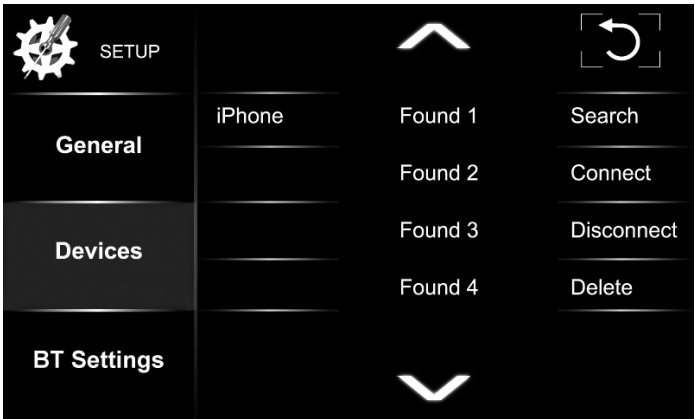 SETUP
General
Devices
BT Settings
iPhone
Found 1
Found 2
Found 3
Found 4
Search
Connect
Disconnect
Delete